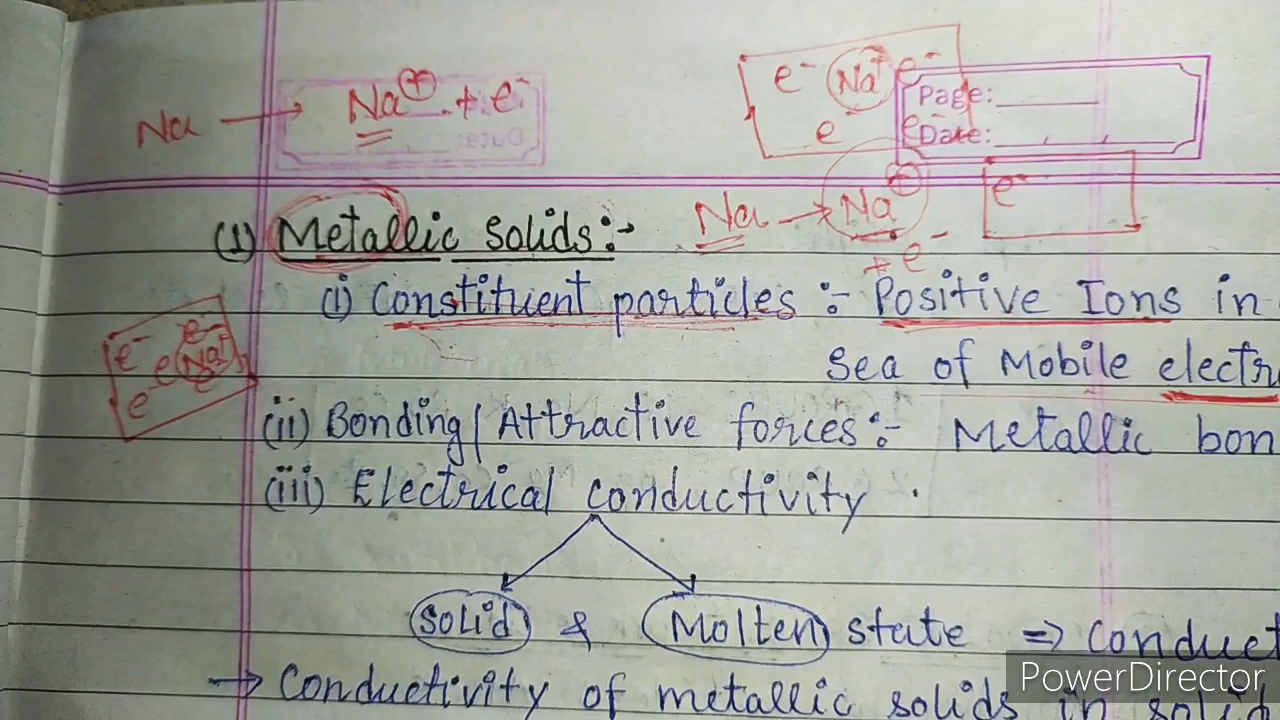 e⁻ Na⁺ e⁻
Na → Na⊕ + e⁻
e⁻ e⁻
Page:
Date:
(1) Metallic solids:-
Na → Na⊕
+ e⁻
e⁻
(i) Constituent particles :- Positive Ions in
Sea of Mobile electr
e⁻
e⁻ e Na⁺
e⁻ e
(ii) Bonding/ Attractive forces:- Metallic bon
(iii) Electrical conductivity .
Solid & Molten state => Conduct
→ Conductivity of metallic solids in solid
PowerDirector